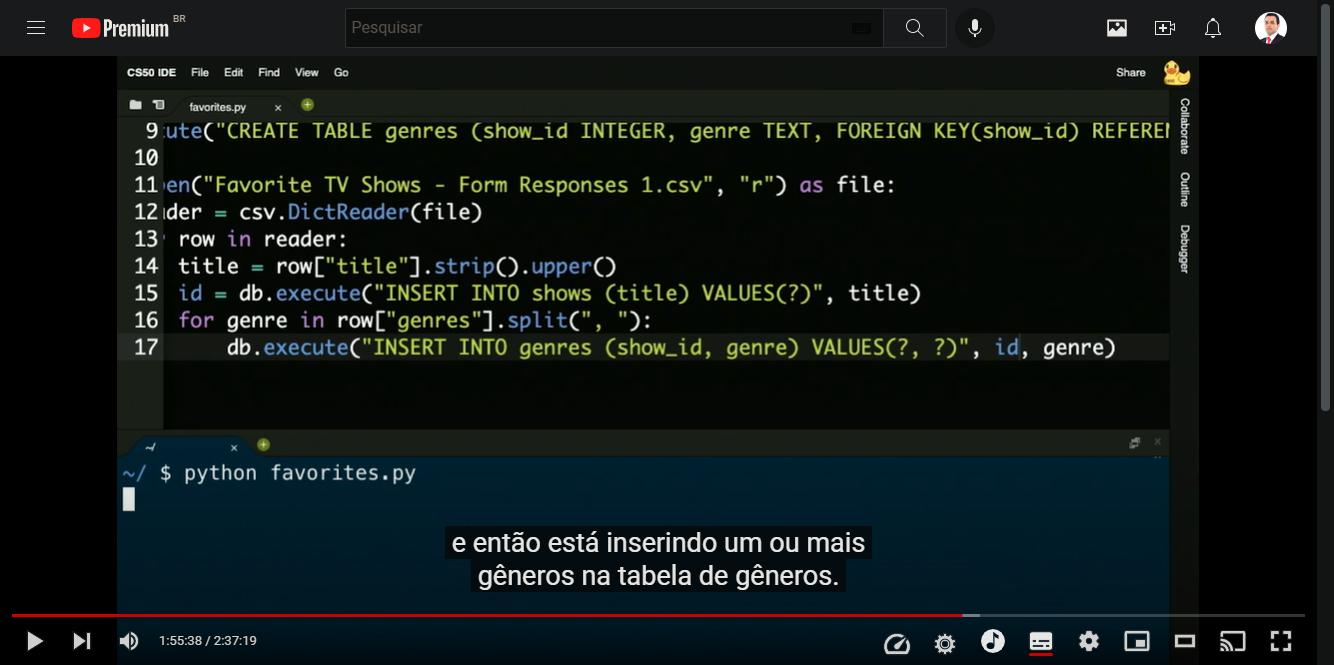 Premium BR
Pesquisar
CS50 IDE File Edit Find View Go Share
favorites.py
9 ute("CREATE TABLE genres (show_id INTEGER, genre TEXT, FOREIGN KEY(show_id) REFEREN
10
11 en("Favorite TV Shows - Form Responses 1.csv", "r") as file:
12 der = csv.DictReader(file)
13 row in reader:
14 title = row["title"].strip().upper()
15 id = db.execute("INSERT INTO shows (title) VALUES(?)", title)
16 for genre in row["genres"].split(", "):
17 db.execute("INSERT INTO genres (show_id, genre) VALUES(?, ?)", id, genre)
Collaborate
Outline
Debugger
~/ $ python favorites.py
e então está inserindo um ou mais
gêneros na tabela de gêneros.
1:55:38 / 2:37:19